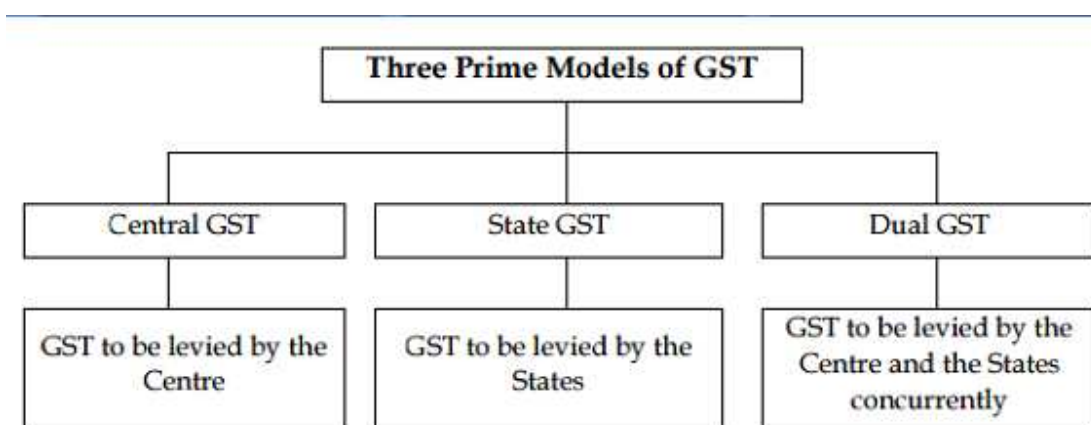 Three Prime Models of GST
Central GST
State GST
Dual GST
GST to be levied by the
Centre
GST to be levied by the
States
GST to be levied by the
Centre and the States
concurrently